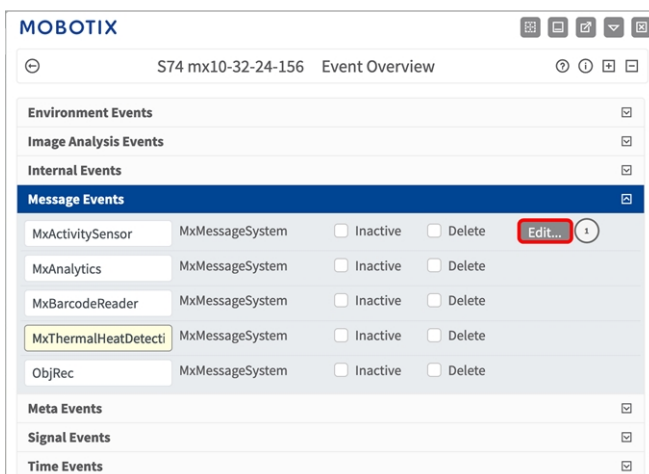 MOBOTIX
S74 mx10-32-24-156 Event Overview
Environment Events
Image Analysis Events
Internal Events
Message Events
MxActivitySensor MxMessageSystem Inactive Delete Edit... 1
MxAnalytics MxMessageSystem Inactive Delete
MxBarcodeReader MxMessageSystem Inactive Delete
MxThermalHeatDetecti MxMessageSystem Inactive Delete
ObjRec MxMessageSystem Inactive Delete
Meta Events
Signal Events
Time Events